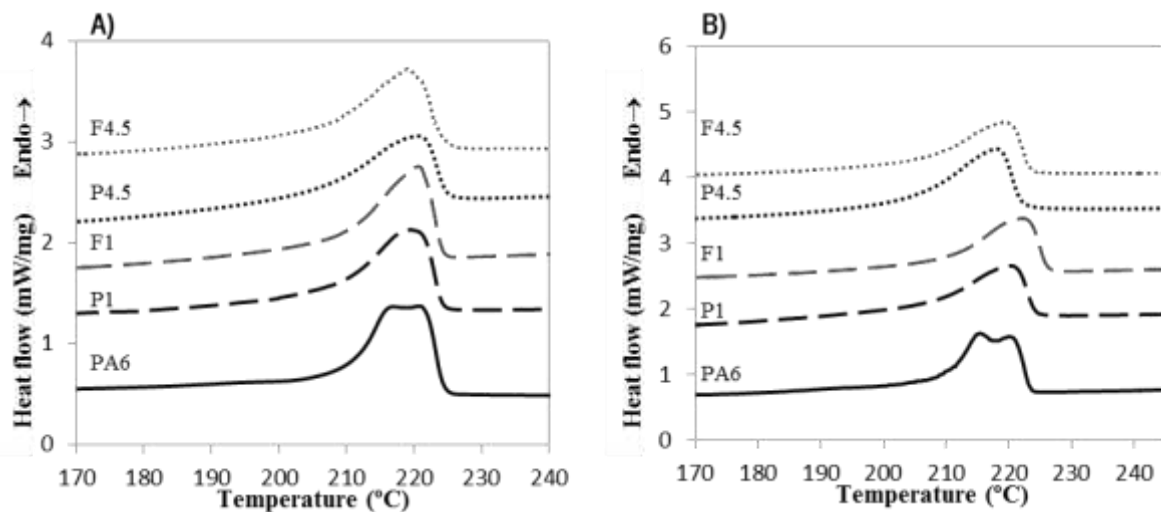 A)
4
3
2
1
0
Heat flow (mW/mg) Endo→
F4.5
P4.5
F1
P1
PA6
170 180 190 200 210 220 230 240
Temperature (ºC)
B)
6
5
4
3
2
1
0
Heat flow (mW/mg) Endo→
F4.5
P4.5
F1
P1
PA6
170 180 190 200 210 220 230 240
Temperature (ºC)